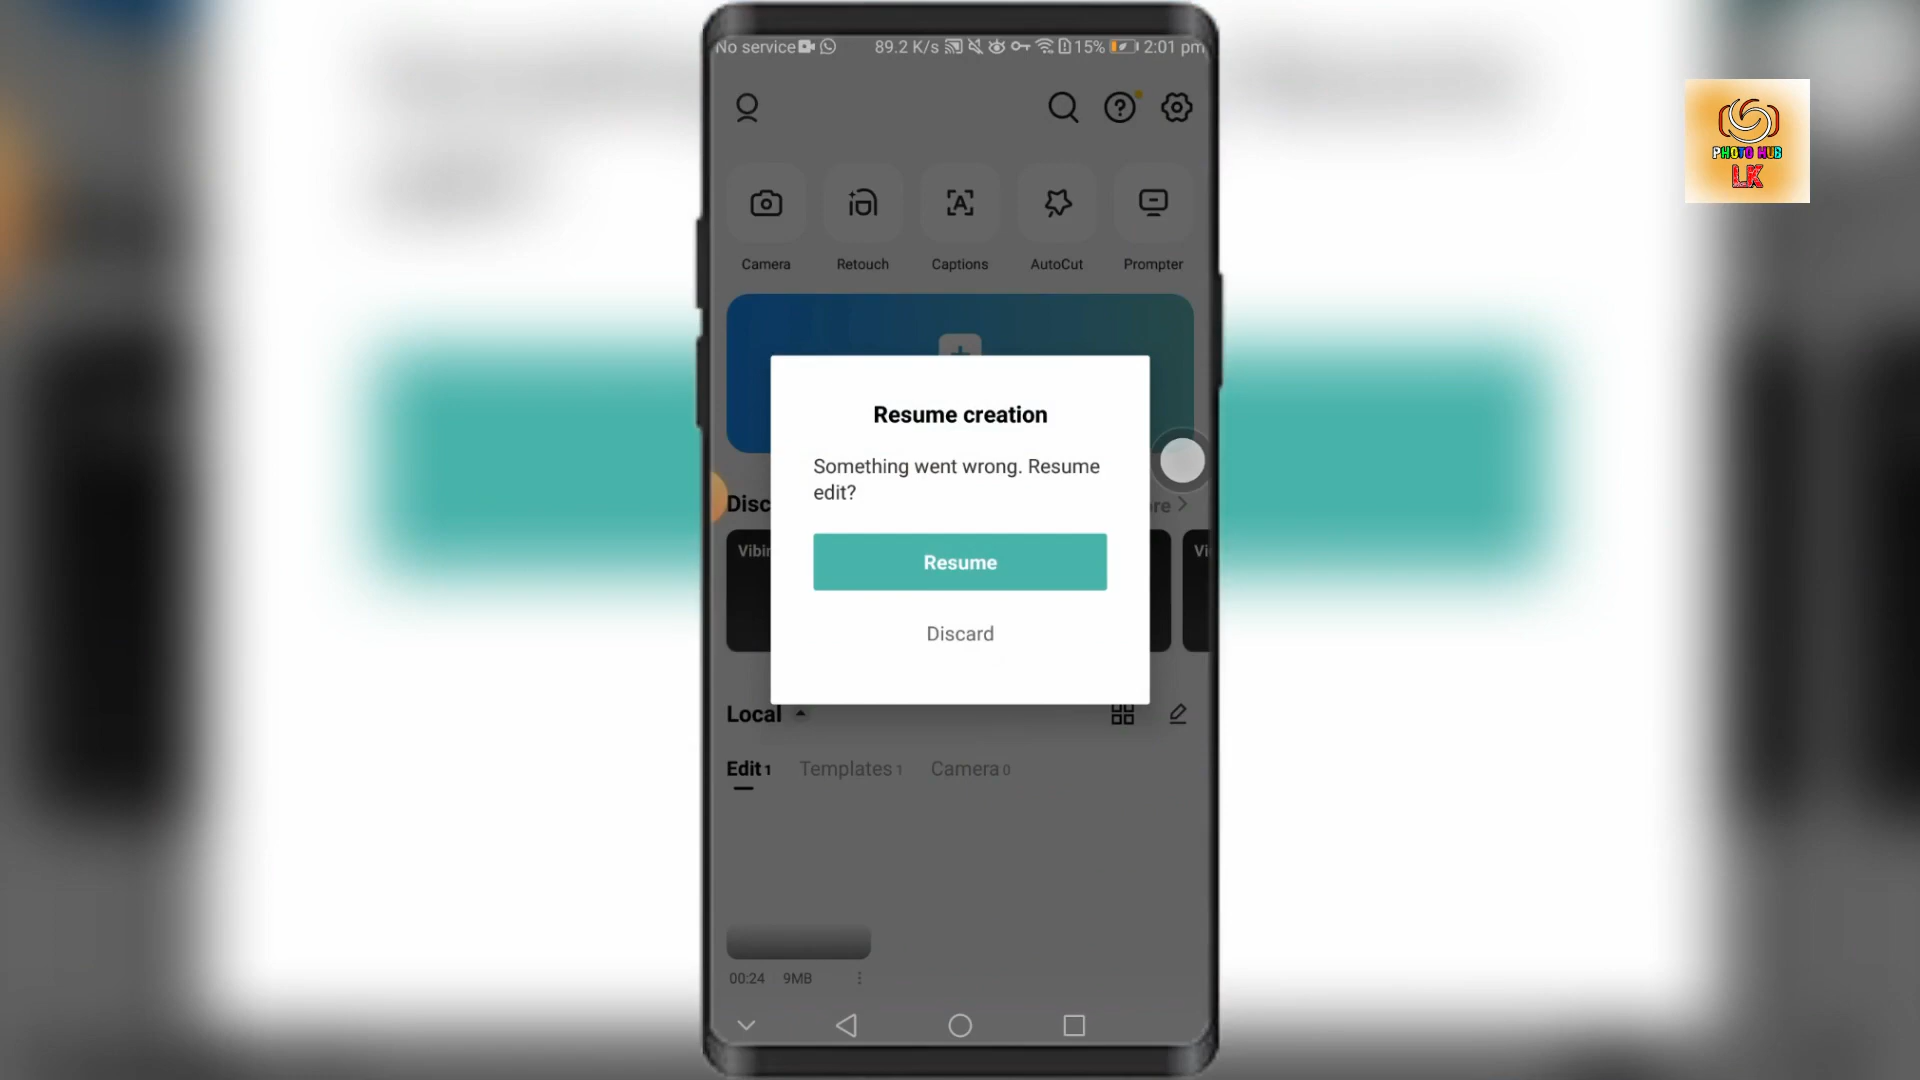 No service 89.2 K/s 15% 2:01 pm
PHOTO HUB
LK
Camera Retouch Captions AutoCut Prompter
Resume creation
Something went wrong. Resume
edit?
Resume
Discard
Local
Edit 1 Templates 1 Camera 0
00:24 9MB